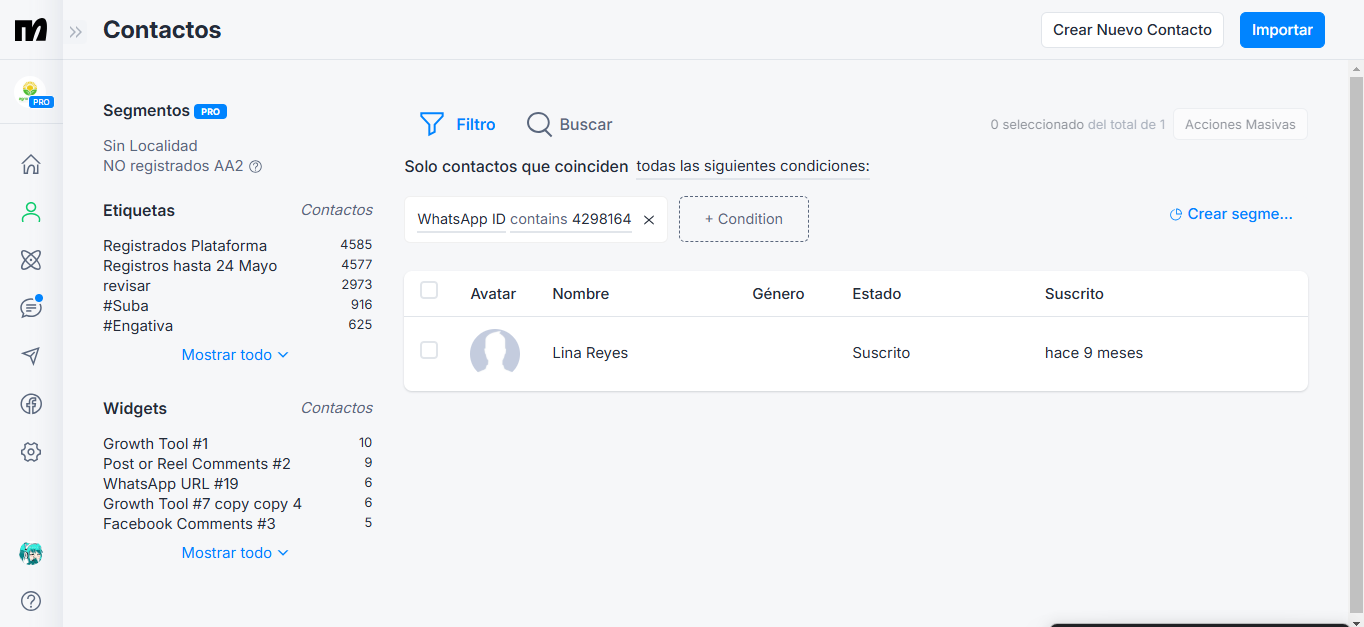 Contactos
Crear Nuevo Contacto
Importar
PRO
Segmentos PRO
Sin Localidad
NO registrados AA2
Etiquetas Contactos
Registrados Plataforma 4585
Registros hasta 24 Mayo 4577
revisar 2973
#Suba 916
#Engativa 625
Mostrar todo
Widgets Contactos
Growth Tool #1 10
Post or Reel Comments #2 9
WhatsApp URL #19 6
Growth Tool #7 copy copy 4 6
Facebook Comments #3 5
Mostrar todo
Filtro Buscar
0 seleccionado del total de 1 Acciones Masivas
Solo contactos que coinciden todas las siguientes condiciones:
WhatsApp ID contains 4298164 + Condition
Crear segme...
Avatar Nombre Género Estado Suscrito
Lina Reyes Suscrito hace 9 meses